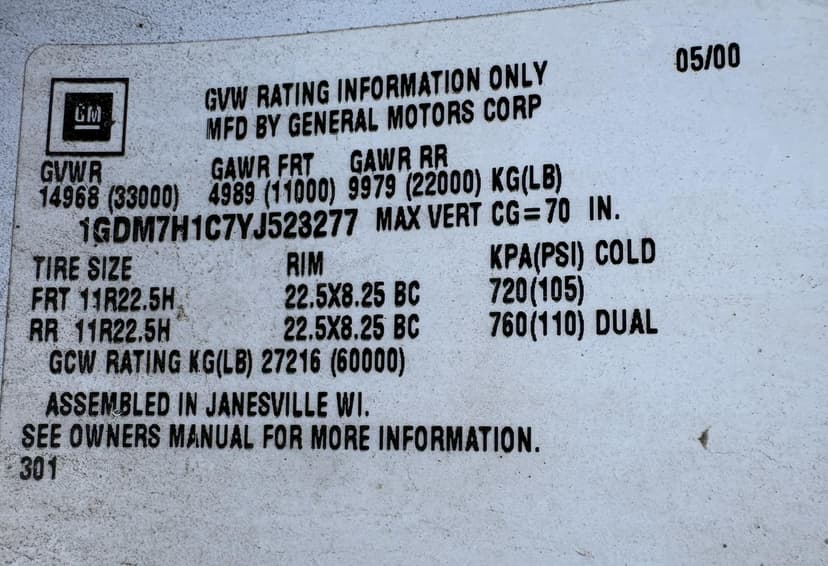 05/00
GM
GVW RATING INFORMATION ONLY
MFD BY GENERAL MOTORS CORP
GVWR GAWR FRT GAWR RR
14968 (33000) 4989 (11000) 9979 (22000) KG(LB)
1GDM7H1C7YJ523277 MAX VERT CG=70 IN.
TIRE SIZE RIM KPA(PSI) COLD
FRT 11R22.5H 22.5X8.25 BC 720(105)
RR 11R22.5H 22.5X8.25 BC 760(110) DUAL
GCW RATING KG(LB) 27216 (60000)
ASSEMBLED IN JANESVILLE WI.
SEE OWNERS MANUAL FOR MORE INFORMATION.
301